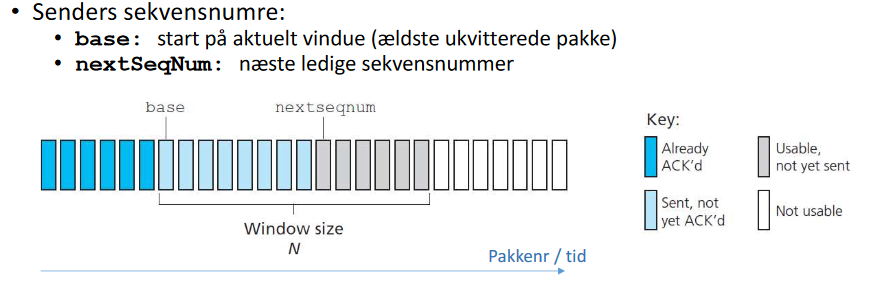 • Senders sekvensnumre:
• base: start på aktuelt vindue (ældste ukvitterede pakke)
• nextSeqNum: næste ledige sekvensnummer
base nextseqnum
Window size
N
Pakkenr / tid
Key:
Already
ACK'd
Usable,
not yet sent
Sent, not
yet ACK'd
Not usable